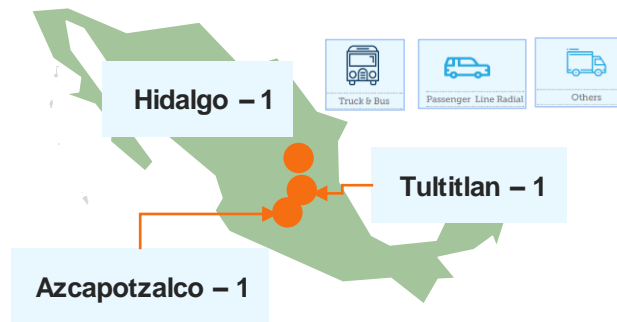 Hidalgo – 1
Truck & Bus
Passenger Line Radial
Others
Tultitlan – 1
Azcapotzalco – 1